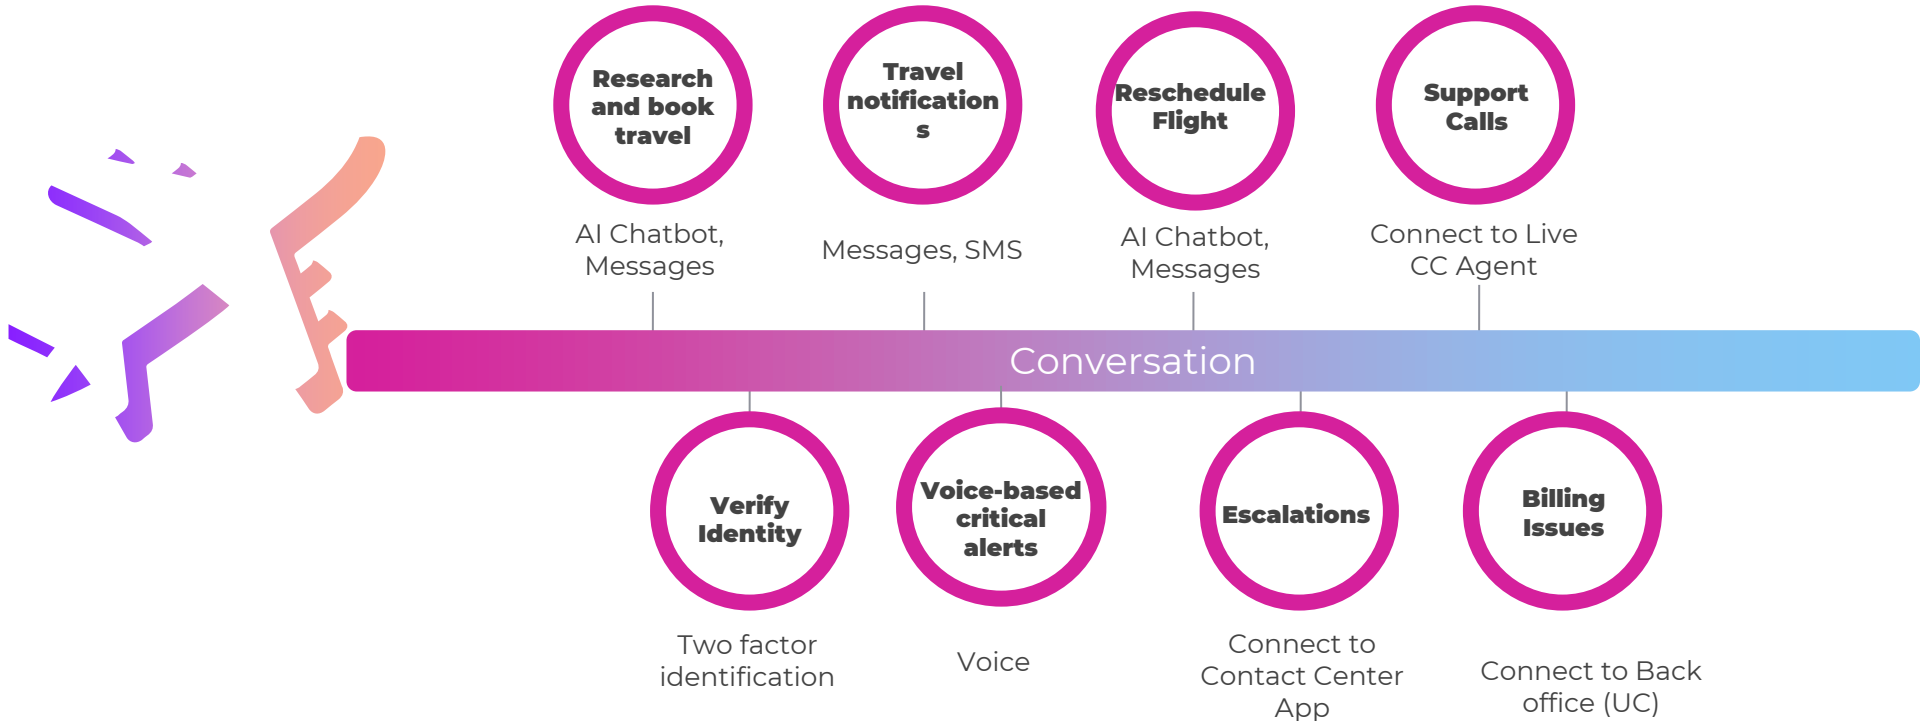 Research
and book
travel
AI Chatbot,
Messages
Travel
notification
s
Messages, SMS
Reschedule
Flight
AI Chatbot,
Messages
Support
Calls
Connect to Live
CC Agent
Conversation
Verify
Identity
Two factor
identification
Voice-based
critical
alerts
Voice
Escalations
Connect to
Contact Center
App
Billing
Issues
Connect to Back
office (UC)